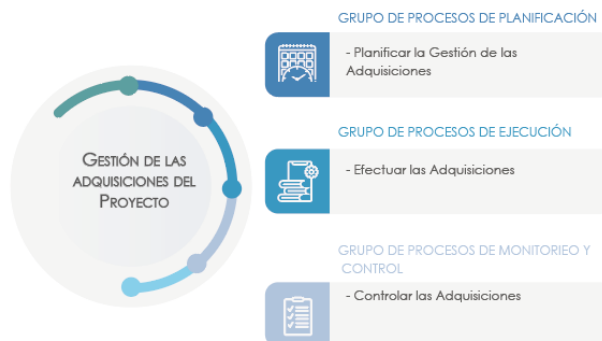 GESTIÓN DE LAS
ADQUISICIONES DEL
PROYECTO
GRUPO DE PROCESOS DE PLANIFICACIÓN
- Planificar la Gestión de las
Adquisiciones
GRUPO DE PROCESOS DE EJECUCIÓN
- Efectuar las Adquisiciones
GRUPO DE PROCESOS DE MONITORIEO Y
CONTROL
- Controlar las Adquisiciones